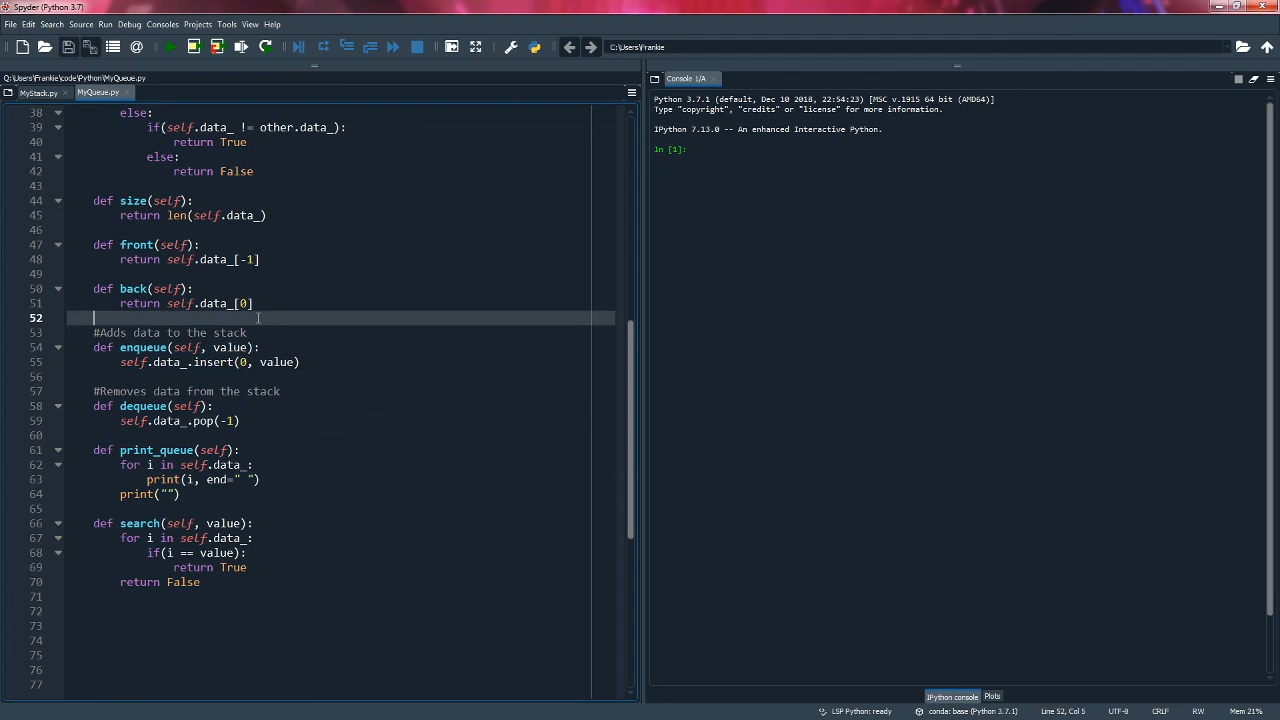 Spyder (Python 3.7)
File Edit Search Source Run Debug Consoles Projects Tools View Help
C:\Users\Frankie
Q:\Users\Frankie\code\Python\MyQueue.py
MyStack.py MyQueue.py
Console 1/A
38 else:
39 if(self.data_ != other.data_):
40 return True
41 else:
42 return False
43
44 def size(self):
45 return len(self.data_)
46
47 def front(self):
48 return self.data_[-1]
49
50 def back(self):
51 return self.data_[0]
52
53 #Adds data to the stack
54 def enqueue(self, value):
55 self.data_.insert(0, value)
56
57 #Removes data from the stack
58 def dequeue(self):
59 self.data_.pop(-1)
60
61 def print_queue(self):
62 for i in self.data_:
63 print(i, end=" ")
64 print("")
65
66 def search(self, value):
67 for i in self.data_:
68 if(i == value):
69 return True
70 return False
71
72
73
74
75
76
77
Python 3.7.1 (default, Dec 10 2018, 22:54:23) [MSC v.1915 64 bit (AMD64)]
Type "copyright", "credits" or "license" for more information.
IPython 7.13.0 -- An enhanced Interactive Python.
In [1]:
IPython console Plots
LSP Python: ready conda: base (Python 3.7.1) Line 52, Col 5 UTF-8 CRLF RW Mem 21%